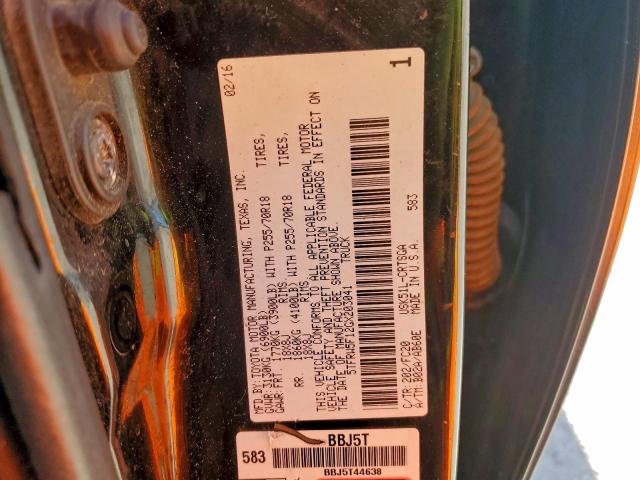 02/16
1
MFD. BY: TOYOTA MOTOR MANUFACTURING, TEXAS, INC.
GVWR: 3130KG (6900LB)
GAWR: FRT. 1770KG (3900LB) WITH P255/70R18 TIRES,
18X8J RIMS,
RR. 1860KG (4100LB) WITH P255/70R18 TIRES,
18X8J RIMS
THIS VEHICLE CONFORMS TO ALL APPLICABLE FEDERAL MOTOR
VEHICLE SAFETY AND THEFT PREVENTION STANDARDS IN EFFECT ON
THE DATE OF MANUFACTURE SHOWN ABOVE.
TRUCK
USK51L-CRTSGA 583
C/TR: 202/FC20
A/TR: B02A/AB60E MADE IN U.S.A.
583
BBJ5T
BBJ5T44638